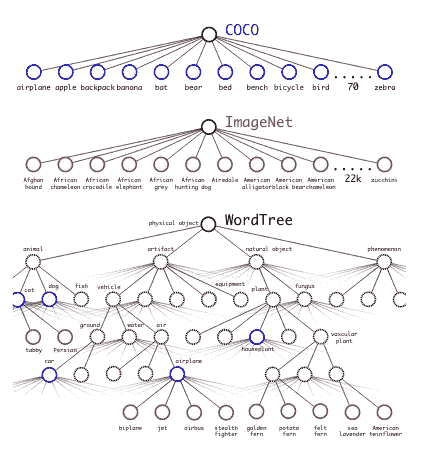 COCO
airplane apple backpack banana bat bear bed bench bicycle bird ..... zebra
70
ImageNet
Afghan African African African African African Airedale American American American ..... zucchini
hound chameleon crocodile elephant grey hunting dog alligator black bear chameleon 22k
physical object WordTree
animal artifact natural object phenomenon
cat dog fish vehicle equipment plant fungus
ground water air vascular
plant
tabby Persian houseplant
car airplane
biplane jet airbus stealth golden potato felt sea American
fighter fern fern fern lavender twinflower